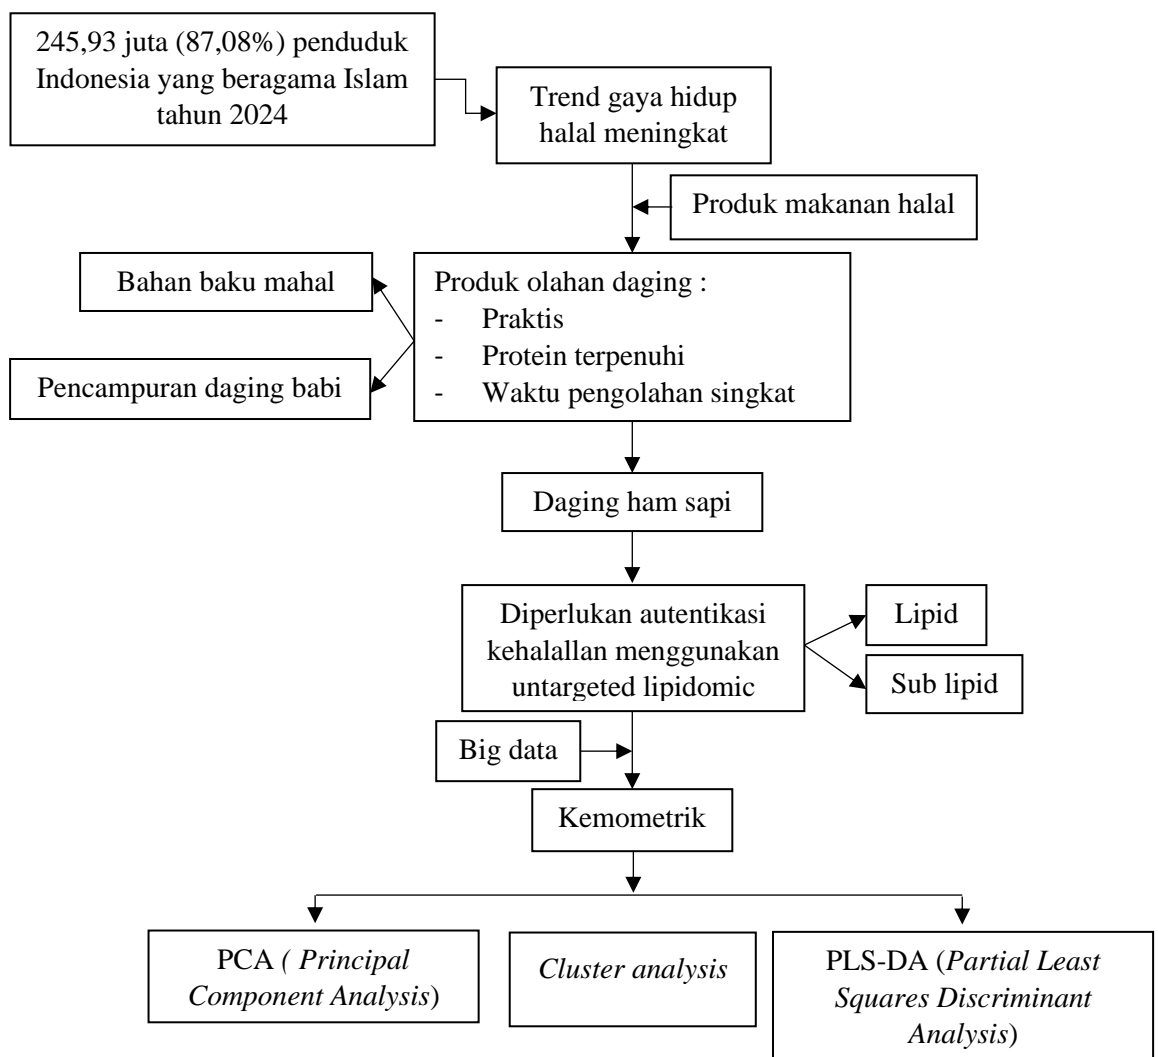 245,93 juta (87,08%) penduduk
Indonesia yang beragama Islam
tahun 2024
Trend gaya hidup
halal meningkat
Produk makanan halal
Bahan baku mahal
Pencampuran daging babi
Produk olahan daging :
- Praktis
- Protein terpenuhi
- Waktu pengolahan singkat
Daging ham sapi
Diperlukan autentikasi
kehalallan menggunakan
untargeted lipidomic
Lipid
Sub lipid
Big data
Kemometrik
PCA ( Principal
Component Analysis)
Cluster analysis
PLS-DA (Partial Least
Squares Discriminant
Analysis)